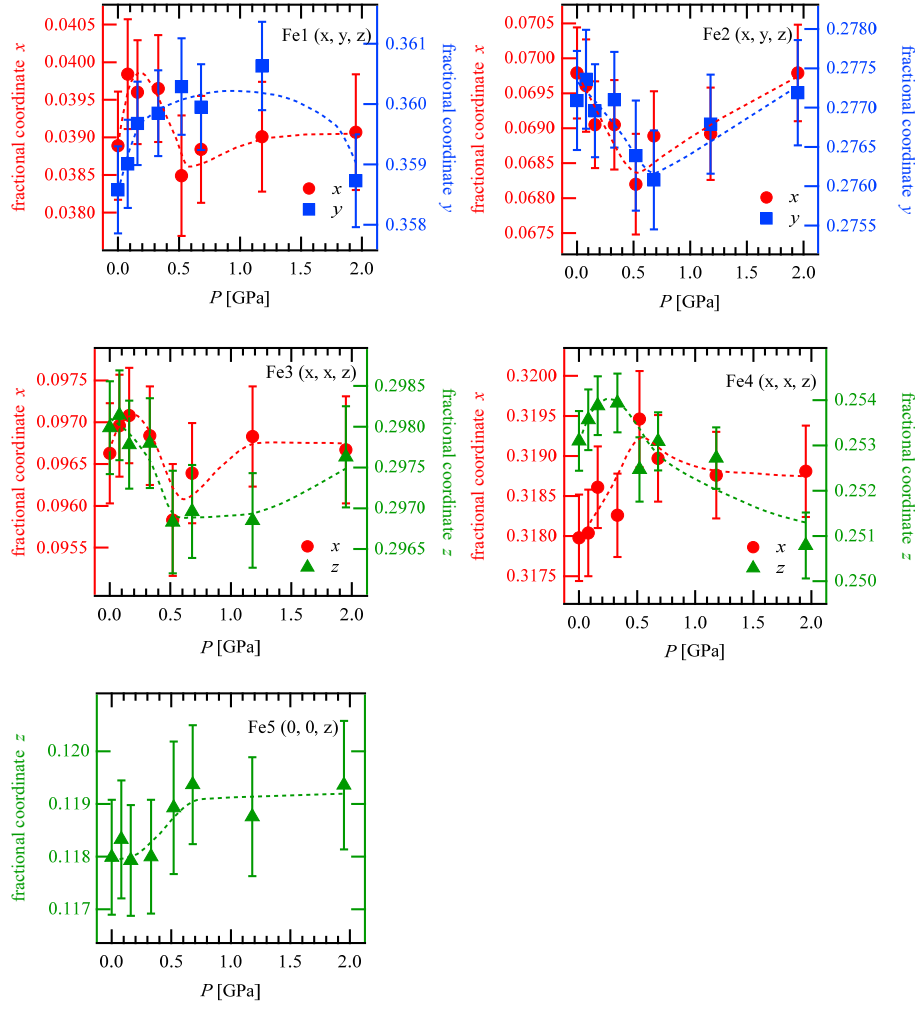 Fe1 (x, y, z)
fractional coordinate x
0.0405
0.0400
0.0395
0.0390
0.0385
0.0380
0.361
0.360
0.359
0.358
fractional coordinate y
x
y
0.0 0.5 1.0 1.5 2.0
P [GPa]
Fe2 (x, y, z)
fractional coordinate x
0.0705
0.0700
0.0695
0.0690
0.0685
0.0680
0.0675
0.2780
0.2775
0.2770
0.2765
0.2760
0.2755
fractional coordinate y
x
y
0.0 0.5 1.0 1.5 2.0
P [GPa]
Fe3 (x, x, z)
fractional coordinate x
0.0975
0.0970
0.0965
0.0960
0.0955
0.2985
0.2980
0.2975
0.2970
0.2965
fractional coordinate z
x
z
0.0 0.5 1.0 1.5 2.0
P [GPa]
Fe4 (x, x, z)
fractional coordinate x
0.3200
0.3195
0.3190
0.3185
0.3180
0.3175
0.254
0.253
0.252
0.251
0.250
fractional coordinate z
x
z
0.0 0.5 1.0 1.5 2.0
P [GPa]
Fe5 (0, 0, z)
fractional coordinate z
0.120
0.119
0.118
0.117
0.0 0.5 1.0 1.5 2.0
P [GPa]